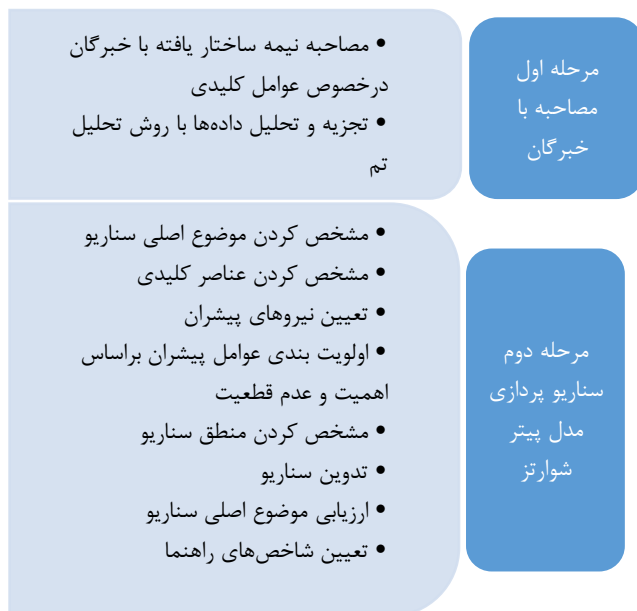 مرحله اول
مصاحبه با
خبرگان
• مصاحبه نیمه ساختار یافته با خبرگان
درخصوص عوامل کلیدی
• تجزیه و تحلیل داده‌ها با روش تحلیل
تم
مرحله دوم
سناریو پردازی
مدل پیتر
شوارتز
• مشخص کردن موضوع اصلی سناریو
• مشخص کردن عناصر کلیدی
• تعیین نیروهای پیشران
• اولویت بندی عوامل پیشران براساس
اهمیت و عدم قطعیت
• مشخص کردن منطق سناریو
• تدوین سناریو
• ارزیابی موضوع اصلی سناریو
• تعیین شاخص‌های راهنما